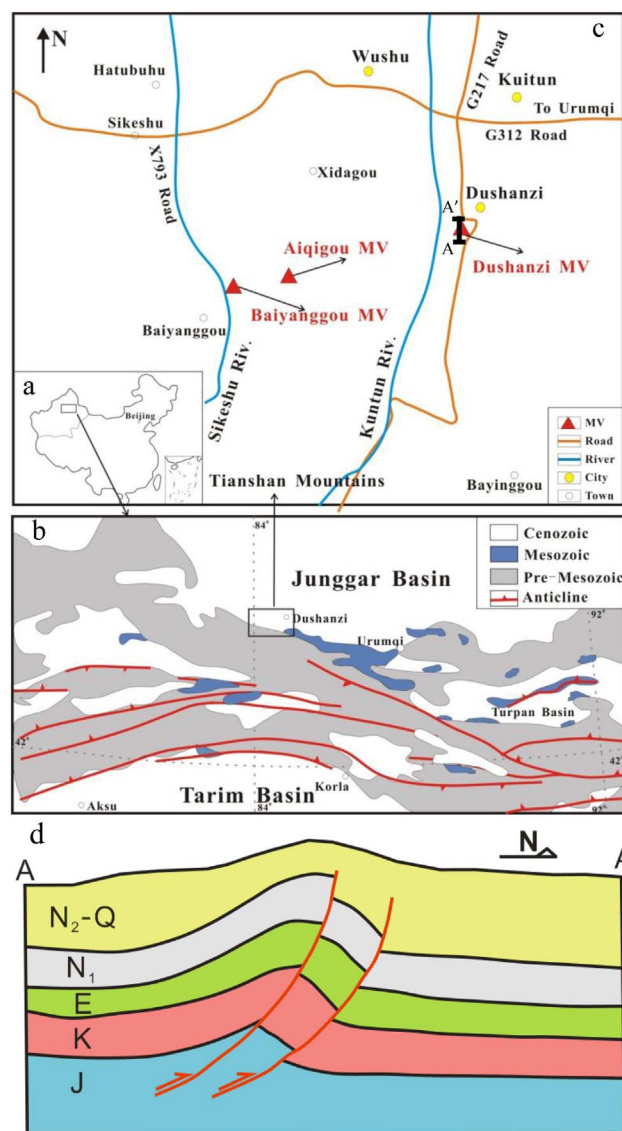 c
N
Wushu
G217 Road
Hatubuhu
Kuitun
To Urumqi
Sikeshu
G312 Road
X793 Road
Xidagou
Dushanzi
A'
A
Aiqigou MV
Dushanzi MV
Baiyanggou MV
Baiyanggou
Sikeshu Riv.
Kuntun Riv.
a
Beijing
MV
Road
River
City
Town
Tianshan Mountains
Bayinggou
b
84°
Cenozoic
Mesozoic
Pre-Mesozoic
Anticline
Junggar Basin
92°
Dushanzi
Urumqi
Turpan Basin
42°
42°
Korla
Tarim Basin
Aksu
84°
92°
d
N
A
A
N₂-Q
N₁
E
K
J